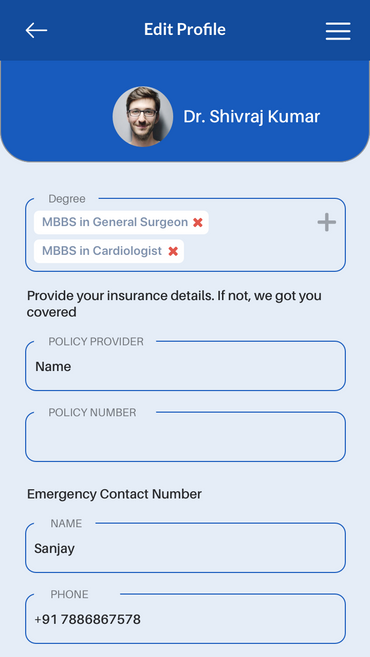 Edit Profile
Dr. Shivraj Kumar
Degree
MBBS in General Surgeon
MBBS in Cardiologist
Provide your insurance details. If not, we got you
covered
POLICY PROVIDER
Name
POLICY NUMBER
Emergency Contact Number
NAME
Sanjay
PHONE
+91 7886867578